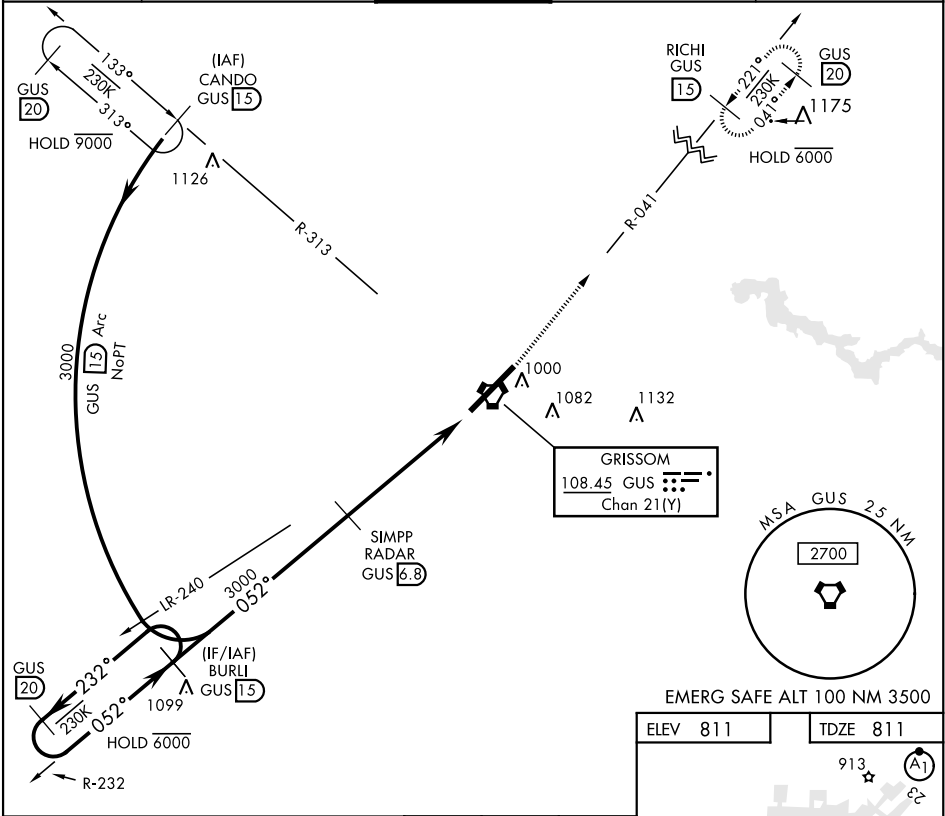 (IAF)
CANDO
GUS 15
133°
230K
313°
GUS
20
HOLD 9000
1126
R-313
RICHI
GUS
15
GUS
20
221°
230K
041°
1175
HOLD 6000
R-041
3000
GUS 15 Arc
NoPT
1000
1082
1132
GRISSOM
108.45 GUS
Chan 21(Y)
SIMPP
RADAR
GUS 6.8
LR-240
3000
052°
(IF/IAF)
BURLI
GUS 15
GUS
20
232°
230K
052°
1099
HOLD 6000
R-232
MSA GUS 25 NM
2700
EMERG SAFE ALT 100 NM 3500
ELEV 811
TDZE 811
913
A1
23